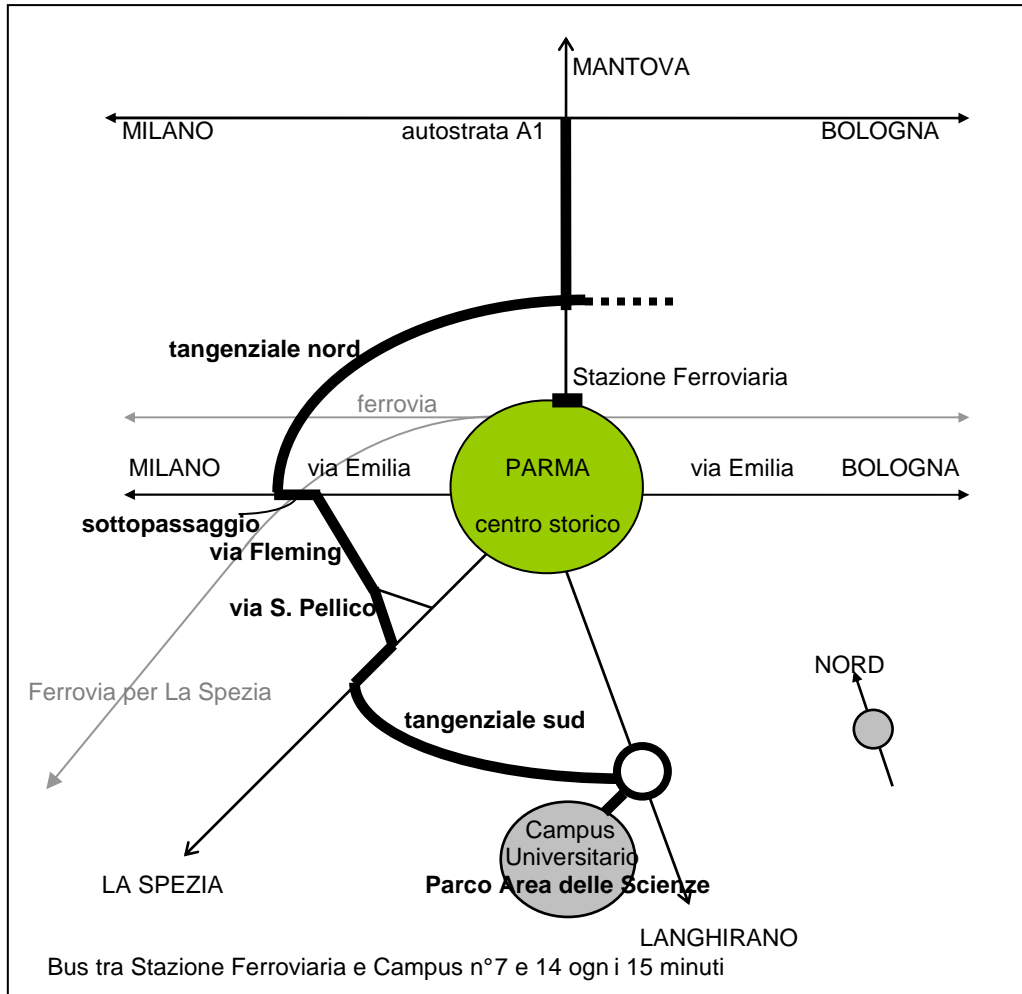 MANTOVA
MILANO
autostrata A1
BOLOGNA
tangenziale nord
Stazione Ferroviaria
ferrovia
MILANO
via Emilia
PARMA
via Emilia
BOLOGNA
sottopassaggio
centro storico
via Fleming
via S. Pellico
Ferrovia per La Spezia
NORD
tangenziale sud
Campus
Universitario
Parco Area delle Scienze
LA SPEZIA
LANGHIRANO
Bus tra Stazione Ferroviaria e Campus n°7 e 14 ogn i 15 minuti